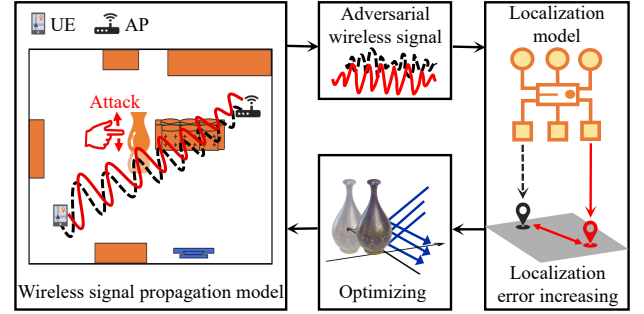 UE
AP
Attack
Wireless signal propagation model
Adversarial
wireless signal
Localization
model
Optimizing
Localization
error increasing